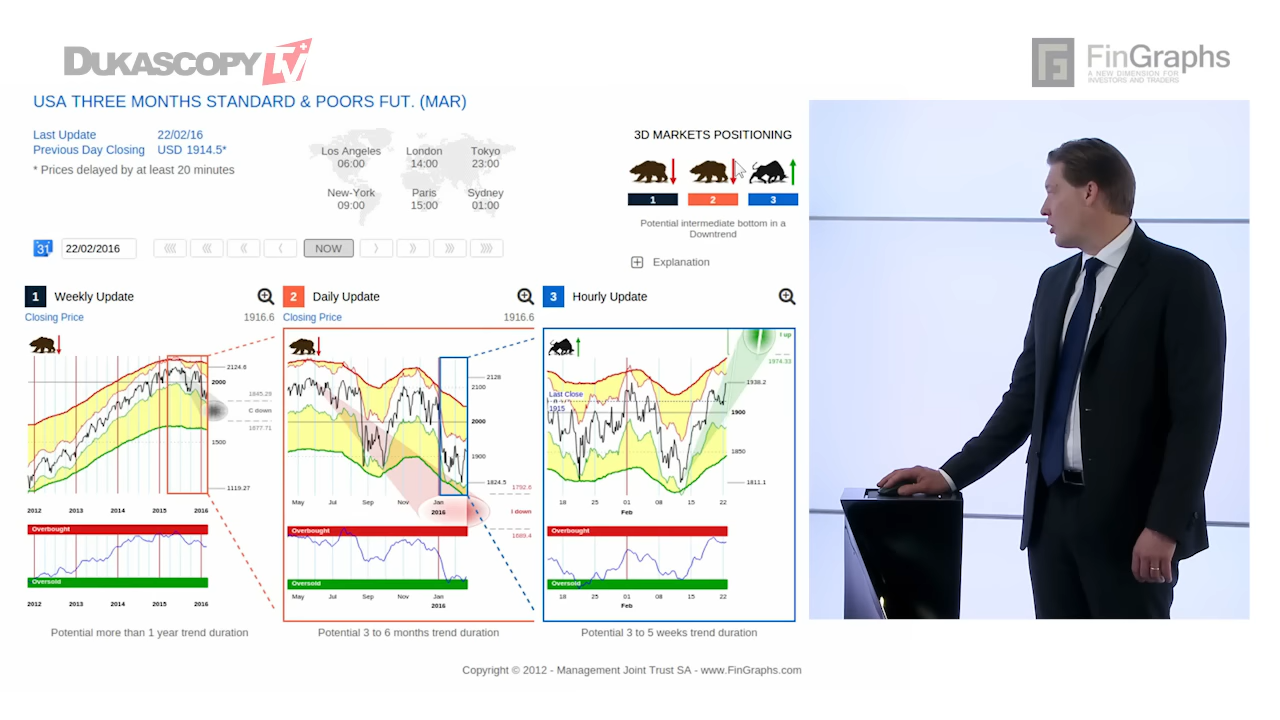 DUKASCOPY TV
FinGraphs
A NEW DIMENSION FOR
INVESTORS AND TRADERS
USA THREE MONTHS STANDARD & POORS FUT. (MAR)
Last Update 22/02/16
Previous Day Closing USD 1914.5*
* Prices delayed by at least 20 minutes
Los Angeles London Tokyo
06:00 14:00 23:00
New-York Paris Sydney
09:00 15:00 01:00
3D MARKETS POSITIONING
1 2 3
Potential intermediate bottom in a
Downtrend
Explanation
31 22/02/2016 NOW
1 Weekly Update
Closing Price 1916.6
2124.6
2000
1845.29
C down
1677.71
1500
1119.27
2012 2013 2014 2015 2016
Overbought
Oversold
2012 2013 2014 2015 2016
Potential more than 1 year trend duration
2 Daily Update
Closing Price 1916.6
2128
2100
2000
1900
1824.5
1792.6
I down
1689.4
May Jul Sep Nov Jan
2016
Overbought
Oversold
May Jul Sep Nov Jan
2016
Potential 3 to 6 months trend duration
3 Hourly Update
I up
1974.33
1938.2
Last Close
1915
1900
1850
1811.1
18 25 01 08 15 22
Feb
Overbought
Oversold
18 25 01 08 15 22
Feb
Potential 3 to 5 weeks trend duration
Copyright © 2012 - Management Joint Trust SA - www.FinGraphs.com